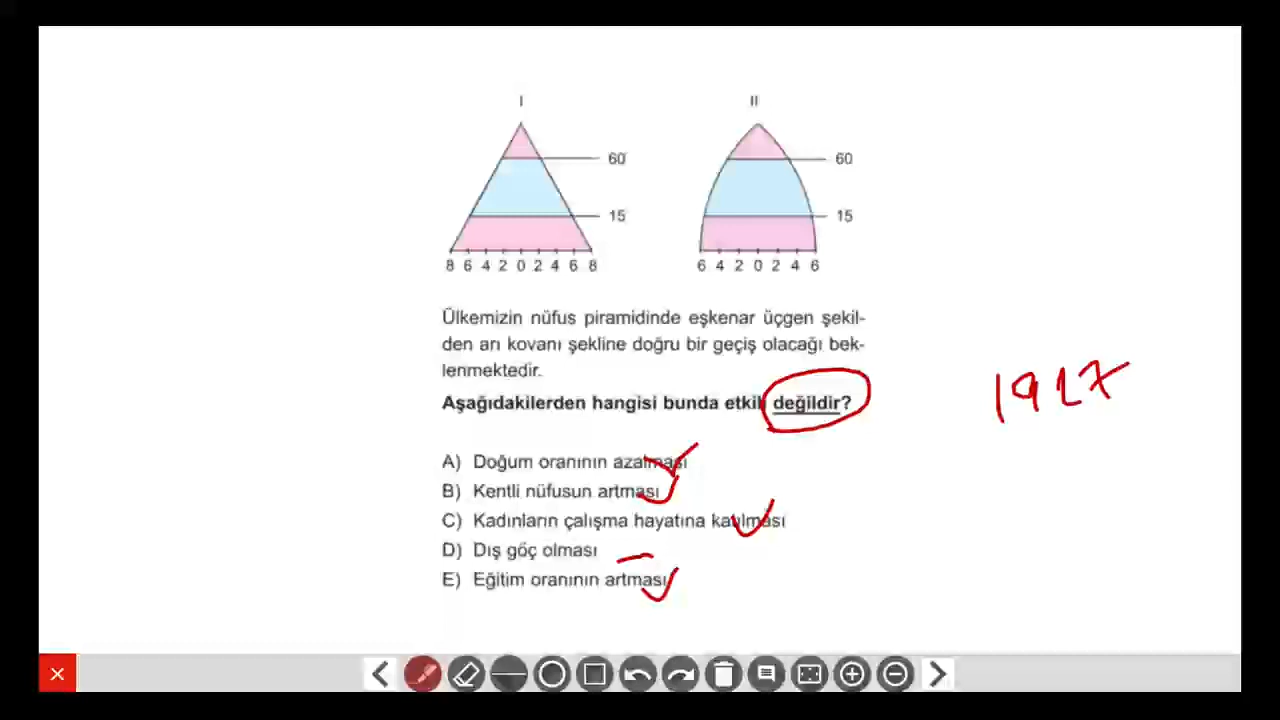 I
II
60
60
15
15
8 6 4 2 0 2 4 6 8
6 4 2 0 2 4 6
Ülkemizin nüfus piramidinde eşkenar üçgen şekil-
den arı kovanı şekline doğru bir geçiş olacağı bek-
lenmektedir.
Aşağıdakilerden hangisi bunda etkili değildir?
1927
A) Doğum oranının azalması
B) Kentli nüfusun artması
C) Kadınların çalışma hayatına katılması
D) Dış göç olması
E) Eğitim oranının artması